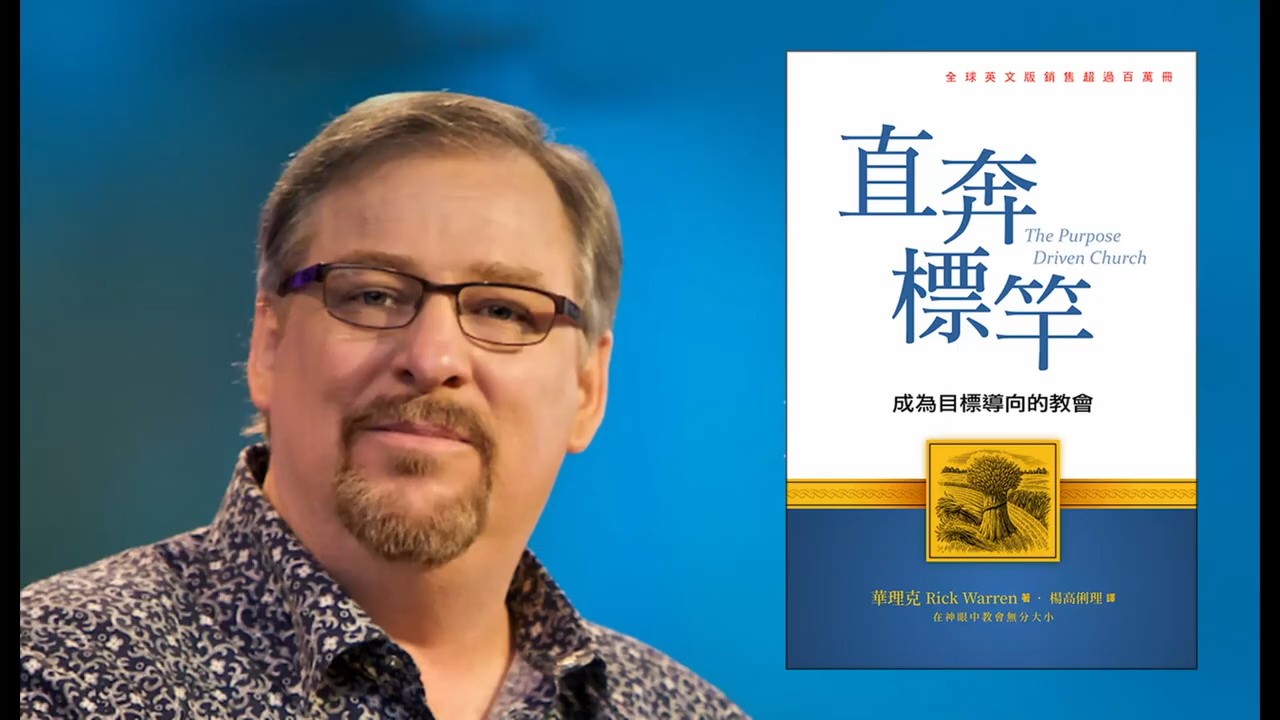 全球英文版銷售超過百萬冊
直奔
標竿
The Purpose
Driven Church
成為目標導向的教會
華理克 Rick Warren 著 · 楊高俐理 譯
在神眼中教會無分大小